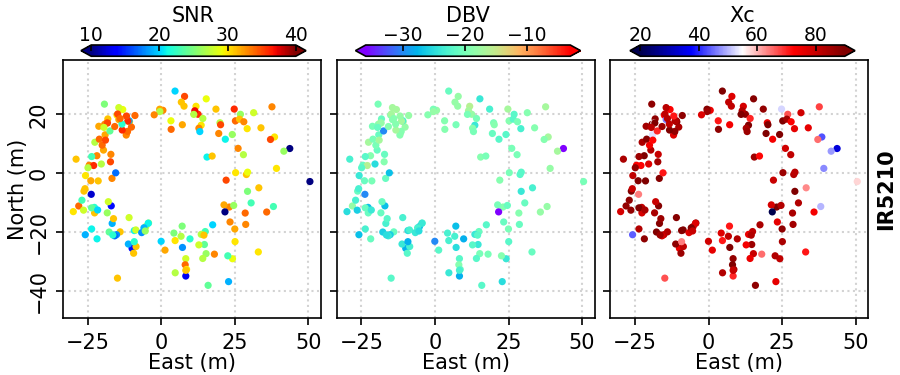 SNR DBV Xc
10 20 30 40 −30 −20 −10 20 40 60 80
North (m)
20
0
−20
−40
IR5210
−25 0 25 50 −25 0 25 50 −25 0 25 50
East (m) East (m) East (m)